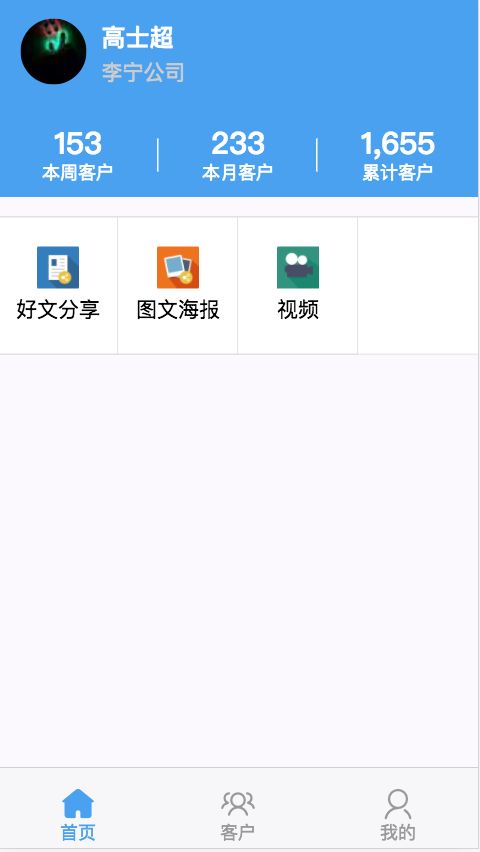 高士超
李宁公司
153 233 1,655
本周客户 本月客户 累计客户
好文分享 图文海报 视频
首页 客户 我的